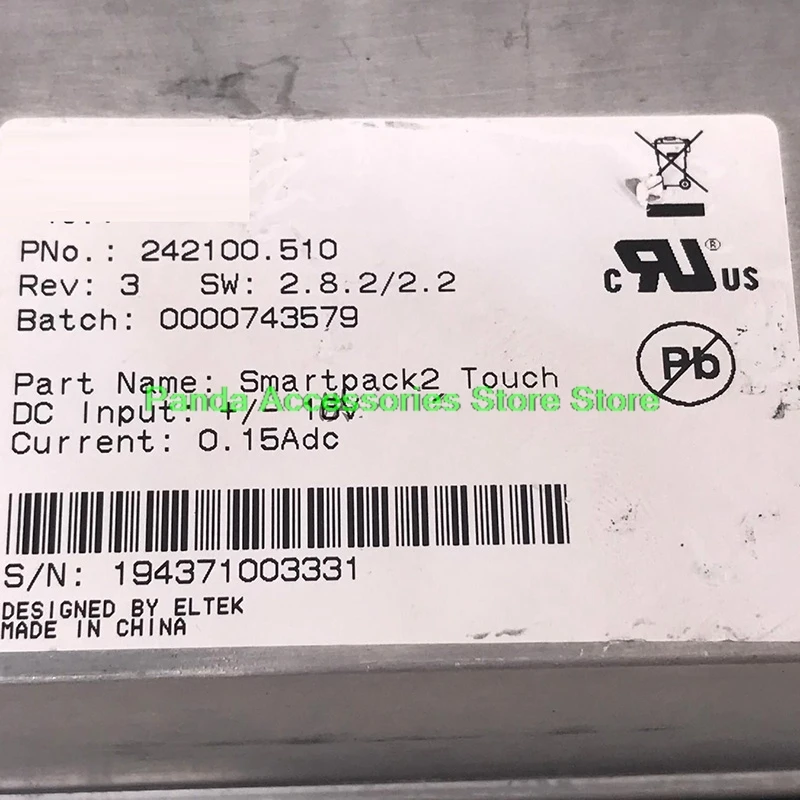 PNo.: 242100.510
Rev: 3 SW: 2.8.2/2.2
Batch: 0000743579
C RU ® US
Pb
Part Name: Smartpack2 Touch
DC Input: +/-
Panda Accessories Store Store
Current: 0.15Adc
S/N: 194371003331
DESIGNED BY ELTEK
MADE IN CHINA